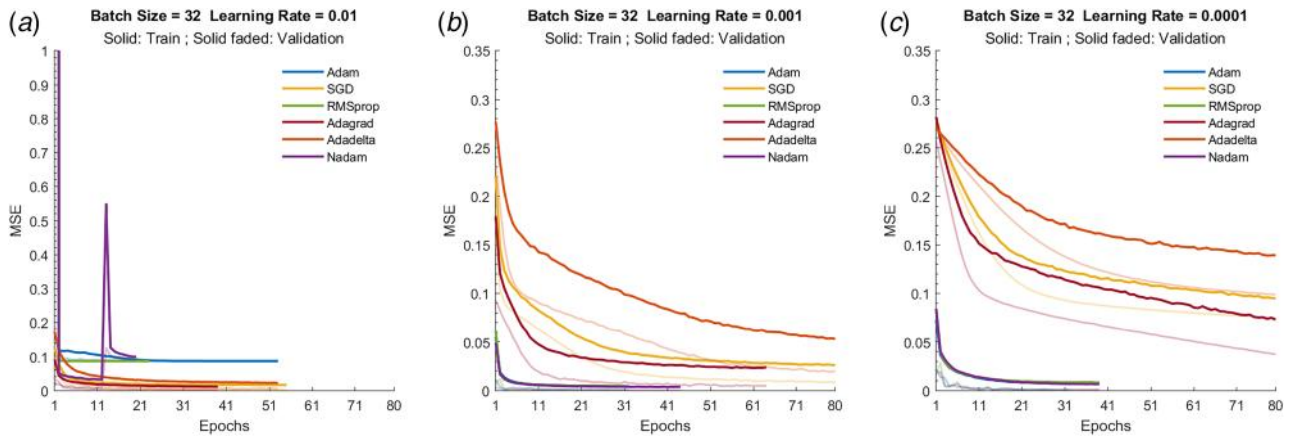 (a)
Batch Size = 32 Learning Rate = 0.01
Solid: Train ; Solid faded: Validation
1
0.9
0.8
0.7
0.6
0.5
0.4
0.3
0.2
0.1
0
MSE
Adam
SGD
RMSprop
Adagrad
Adadelta
Nadam
1 11 21 31 41 51 61 71 80
Epochs
(b)
Batch Size = 32 Learning Rate = 0.001
Solid: Train ; Solid faded: Validation
0.35
0.3
0.25
0.2
0.15
0.1
0.05
0
MSE
Adam
SGD
RMSprop
Adagrad
Adadelta
Nadam
1 11 21 31 41 51 61 71 80
Epochs
(c)
Batch Size = 32 Learning Rate = 0.0001
Solid: Train ; Solid faded: Validation
0.35
0.3
0.25
0.2
0.15
0.1
0.05
0
MSE
Adam
SGD
RMSprop
Adagrad
Adadelta
Nadam
1 11 21 31 41 51 61 71 80
Epochs